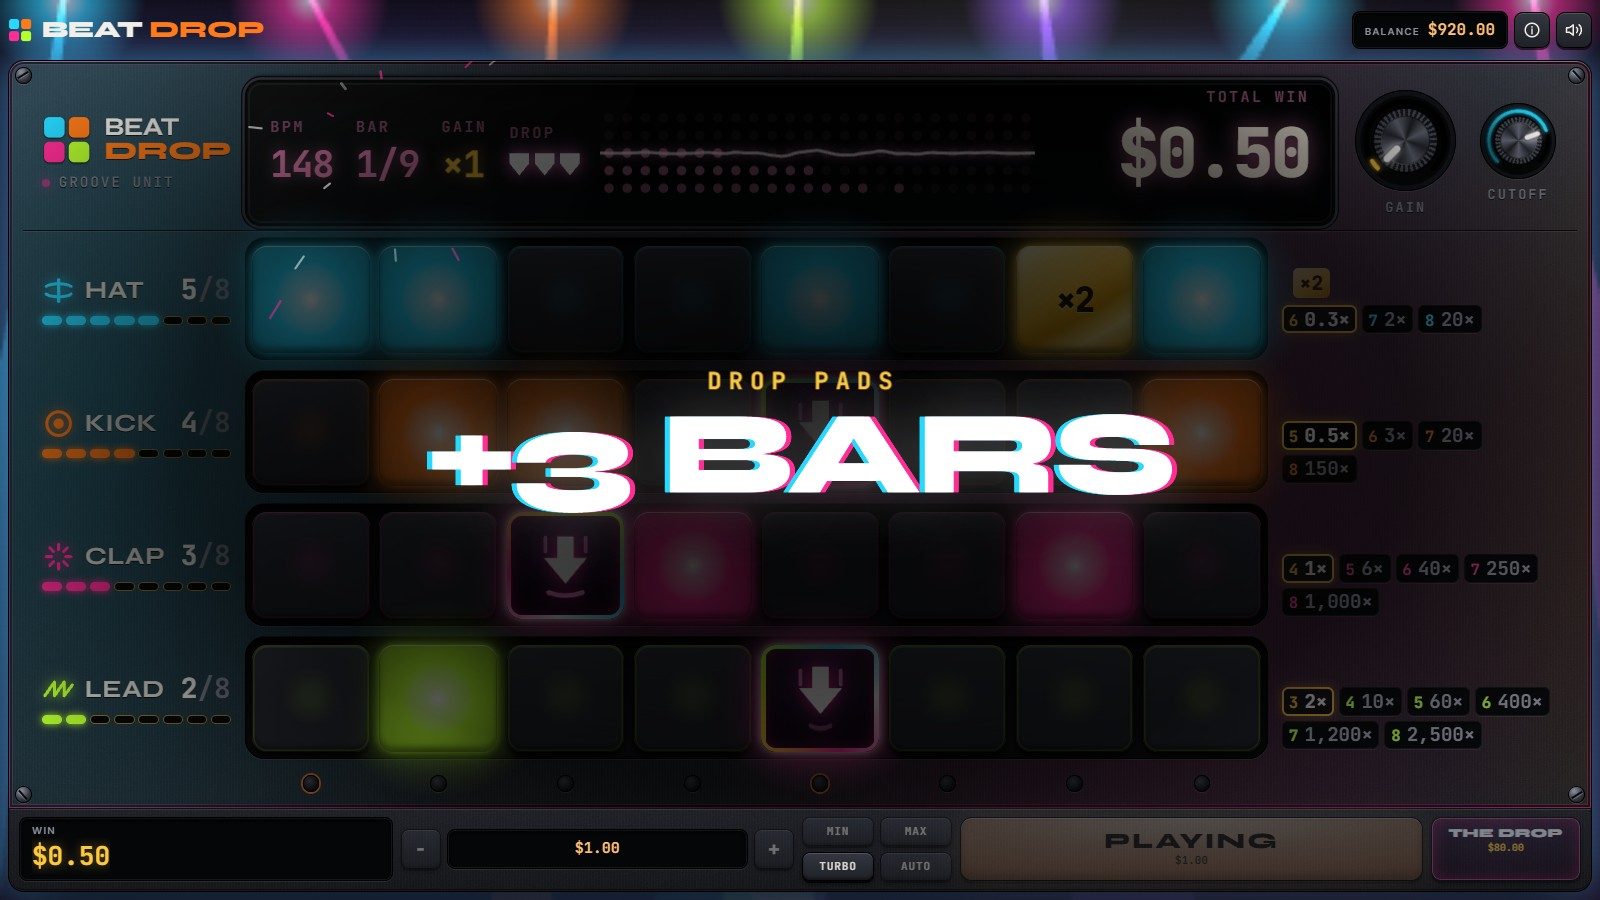 BEAT DROP
BALANCE $920.00
BEAT
DROP
GROOVE UNIT
BPM
148
BAR
1/9
GAIN
×1
DROP
TOTAL WIN
$0.50
GAIN
CUTOFF
HAT 5/8
×2
×2
6 0.3× 7 2× 8 20×
DROP PADS
+3 BARS
KICK 4/8
5 0.5× 6 3× 7 20×
8 150×
CLAP 3/8
4 1× 5 6× 6 40× 7 250×
8 1,000×
LEAD 2/8
3 2× 4 10× 5 60× 6 400×
7 1,200× 8 2,500×
WIN
$0.50
-
$1.00
+
MIN
MAX
TURBO
AUTO
PLAYING
$1.00
THE DROP
$80.00